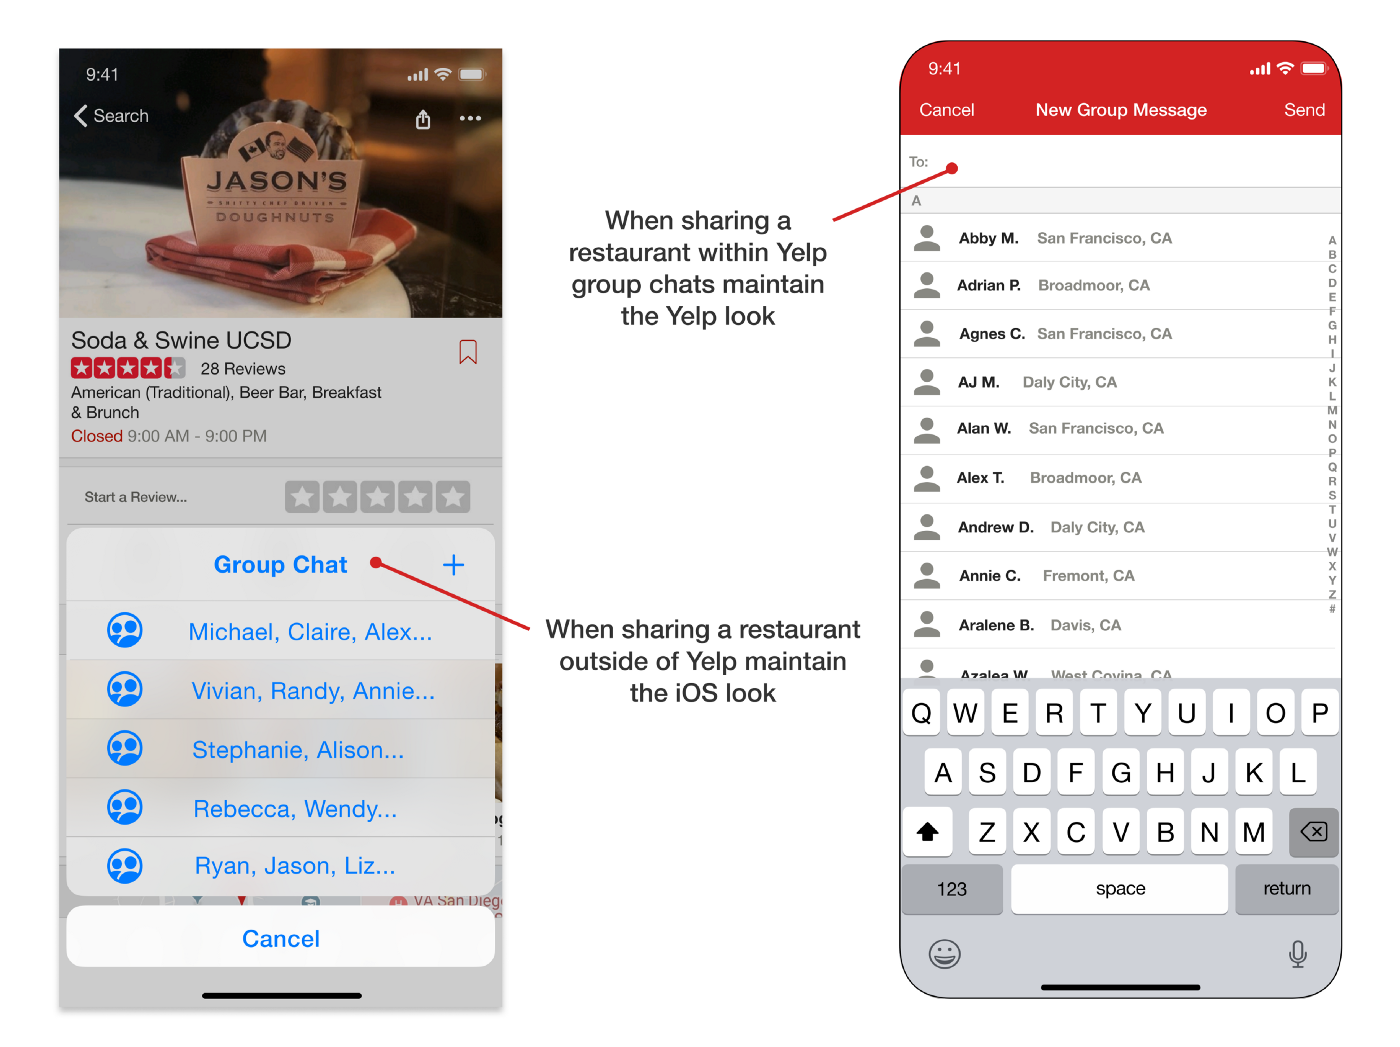 9:41
Search
JASON'S
DOUGHNUTS
Soda & Swine UCSD
28 Reviews
American (Traditional), Beer Bar, Breakfast
& Brunch
Closed 9:00 AM - 9:00 PM
Start a Review...
Group Chat +
Michael, Claire, Alex...
Vivian, Randy, Annie...
Stephanie, Alison...
Rebecca, Wendy...
Ryan, Jason, Liz...
H VA San Dieg
Cancel
When sharing a
restaurant within Yelp
group chats maintain
the Yelp look
When sharing a restaurant
outside of Yelp maintain
the iOS look
9:41
Cancel New Group Message Send
To:
A
Abby M. San Francisco, CA
Adrian P. Broadmoor, CA
Agnes C. San Francisco, CA
AJ M. Daly City, CA
Alan W. San Francisco, CA
Alex T. Broadmoor, CA
Andrew D. Daly City, CA
Annie C. Fremont, CA
Aralene B. Davis, CA
Azalea W. West Covina, CA
A
B
C
D
E
F
G
H
I
J
K
L
M
N
O
P
Q
R
S
T
U
V
W
X
Y
Z
#
Q W E R T Y U I O P
A S D F G H J K L
Z X C V B N M
123 space return